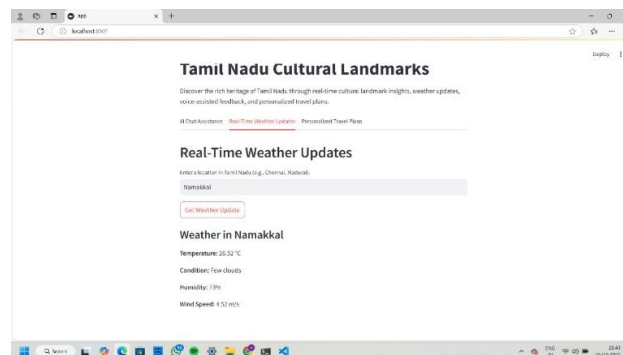 app
localhost:8501
Deploy
Tamil Nadu Cultural Landmarks
Discover the rich heritage of Tamil Nadu through real-time cultural landmark insights, weather updates,
voice-assisted feedback, and personalized travel plans.
AI Chat Assistance Real-Time Weather Updates Personalized Travel Plans
Real-Time Weather Updates
Enter a location in Tamil Nadu (e.g., Chennai, Madurai):
Namakkal
Get Weather Update
Weather in Namakkal
Temperature: 26.52 °C
Condition: Few clouds
Humidity: 73%
Wind Speed: 4.52 m/s
Search
ENG
22:41